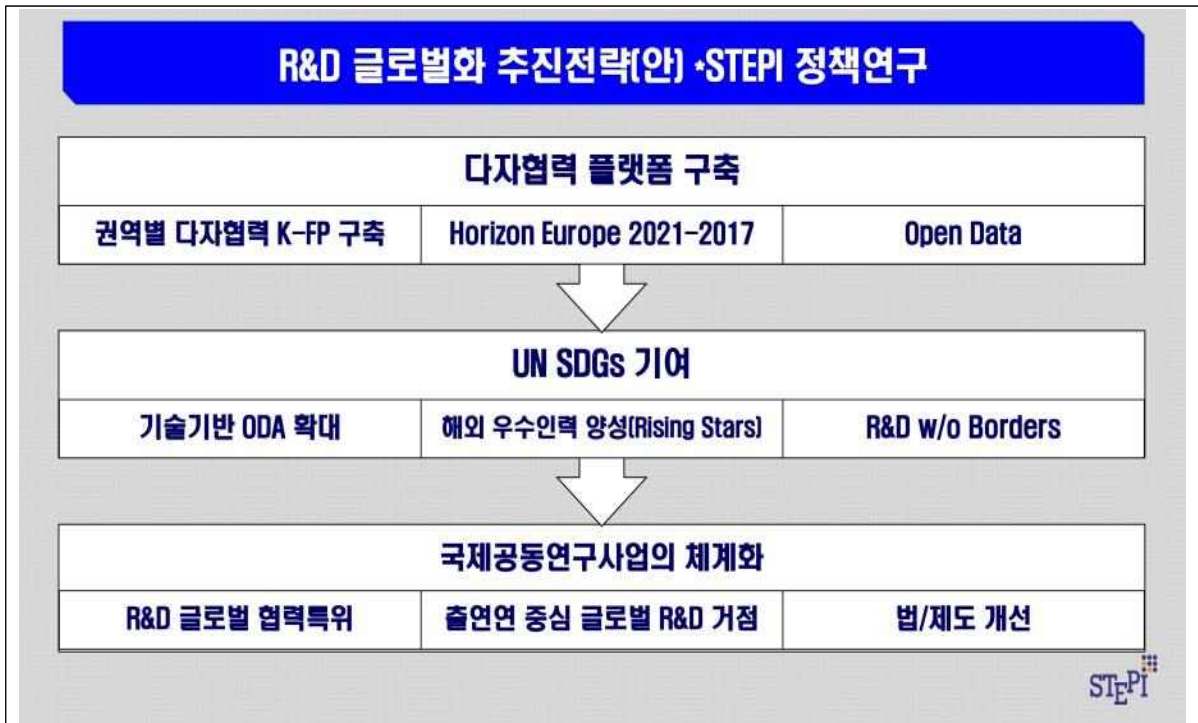 R&D 글로벌화 추진전략(안) *STEPI 정책연구
다자협력 플랫폼 구축
권역별 다자협력 K-FP 구축
Horizon Europe 2021-2017
Open Data
UN SDGs 기여
기술기반 ODA 확대
해외 우수인력 양성(Rising Stars)
R&D w/o Borders
국제공동연구사업의 체계화
R&D 글로벌 협력특위
출연연 중심 글로벌 R&D 거점
법/제도 개선
STEPI